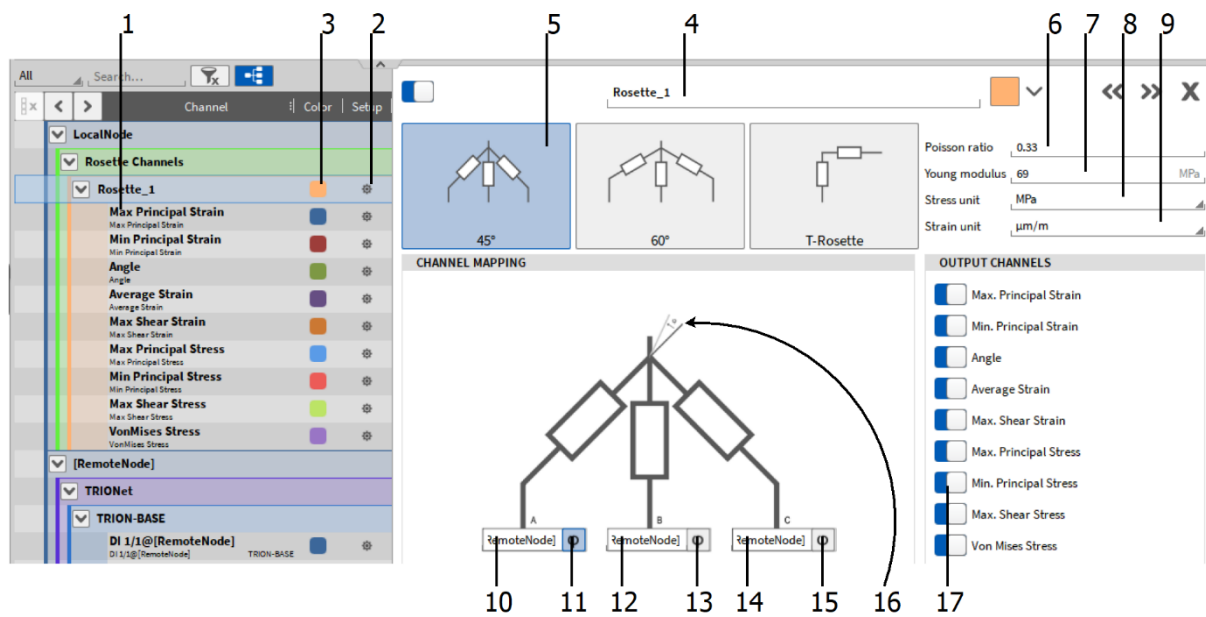 1 3 2 5 4 6 7 8 9
All Search...
Channel Color Setup
LocalNode
Rosette Channels
Rosette_1
Max Principal Strain
Max Principal Strain
Min Principal Strain
Min Principal Strain
Angle
Angle
Average Strain
Average Strain
Max Shear Strain
Max Shear Strain
Max Principal Stress
Max Principal Stress
Min Principal Stress
Min Principal Stress
Max Shear Stress
Max Shear Stress
VonMises Stress
VonMises Stress
[RemoteNode]
TRIONet
TRION-BASE
DI 1/1@[RemoteNode]
DI 1/1@[RemoteNode] TRION-BASE
Rosette_1
45°
60°
T-Rosette
Poisson ratio 0.33
Young modulus 69 MPa
Stress unit MPa
Strain unit µm/m
CHANNEL MAPPING
A B C
RemoteNode] RemoteNode] RemoteNode]
OUTPUT CHANNELS
Max. Principal Strain
Min. Principal Strain
Angle
Average Strain
Max. Shear Strain
Max. Principal Stress
Min. Principal Stress
Max. Shear Stress
Von Mises Stress
10 11 12 13 14 15 16 17